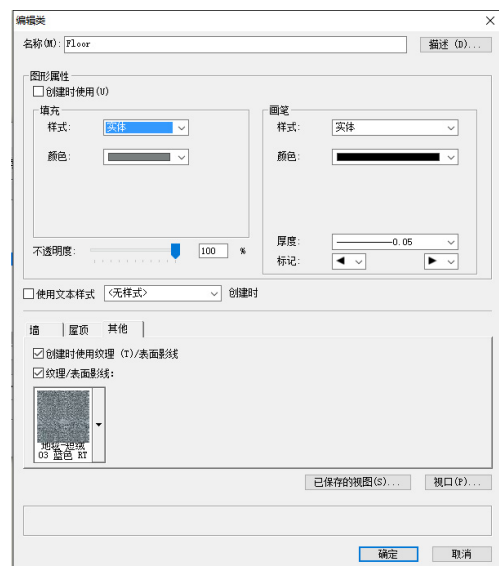 编辑类
名称(M): Floor 描述 (D)...
图形属性
创建时使用(U)
填充
样式: 实体
颜色:
不透明度: 100 %
画笔
样式: 实体
颜色:
厚度: 0.05
标记:
使用文本样式 <无样式> 创建时
墙 屋顶 其他
创建时使用纹理 (T)/表面影线
纹理/表面影线:
03 蓝色 RT
已保存的视图(S)... 视口(P)...
确定 取消